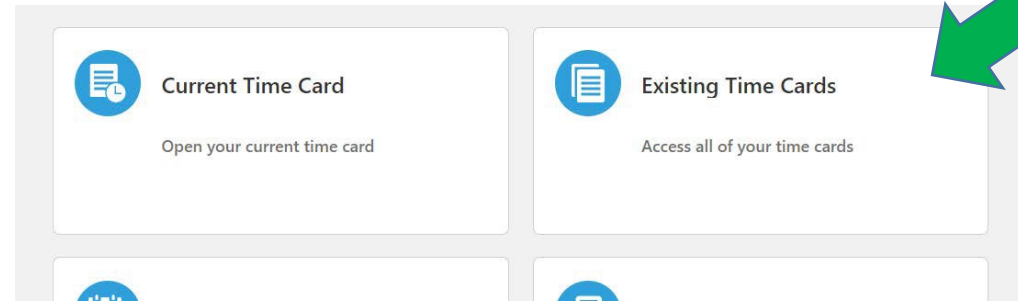 Current Time Card
Open your current time card
Existing Time Cards
Access all of your time cards